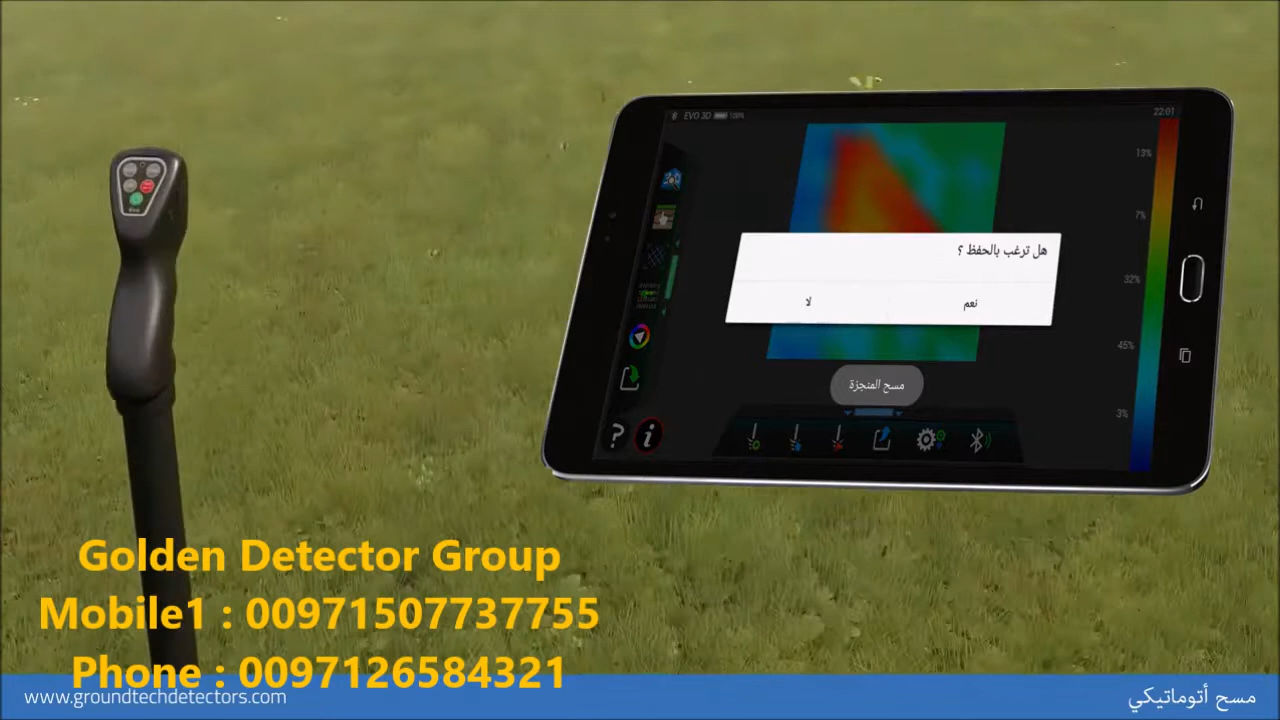 EVO 3D 100%
22:01
13%
7%
32%
45%
3%
هل ترغب بالحفظ ؟
نعم
لا
مسح المنجزة
Golden Detector Group
Mobile1 : 00971507737755
Phone : 0097126584321
www.groundtechdetectors.com
مسح أتوماتيكي